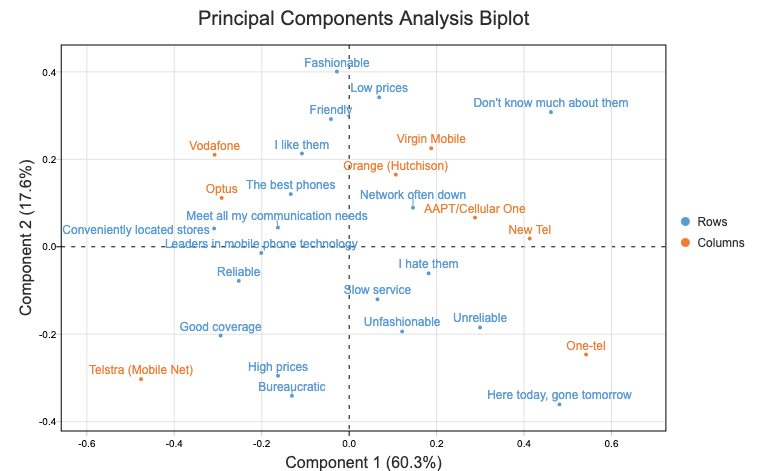 Principal Components Analysis Biplot
Fashionable
0.4
Low prices
Don't know much about them
Friendly
Virgin Mobile
Vodafone
I like them
0.2
Orange (Hutchison)
The best phones
Optus
Network often down
AAPT/Cellular One
Meet all my communication needs
Rows
Conveniently located stores
New Tel
Leaders in mobile phone technology
0.0
Columns
I hate them
Reliable
Slow service
Unfashionable
Unreliable
Good coverage
-0.2
One-tel
Telstra (Mobile Net)
High prices
Bureaucratic
Here today, gone tomorrow
-0.4
Component 2 (17.6%)
-0.6 -0.4 -0.2 0.0 0.2 0.4 0.6
Component 1 (60.3%)